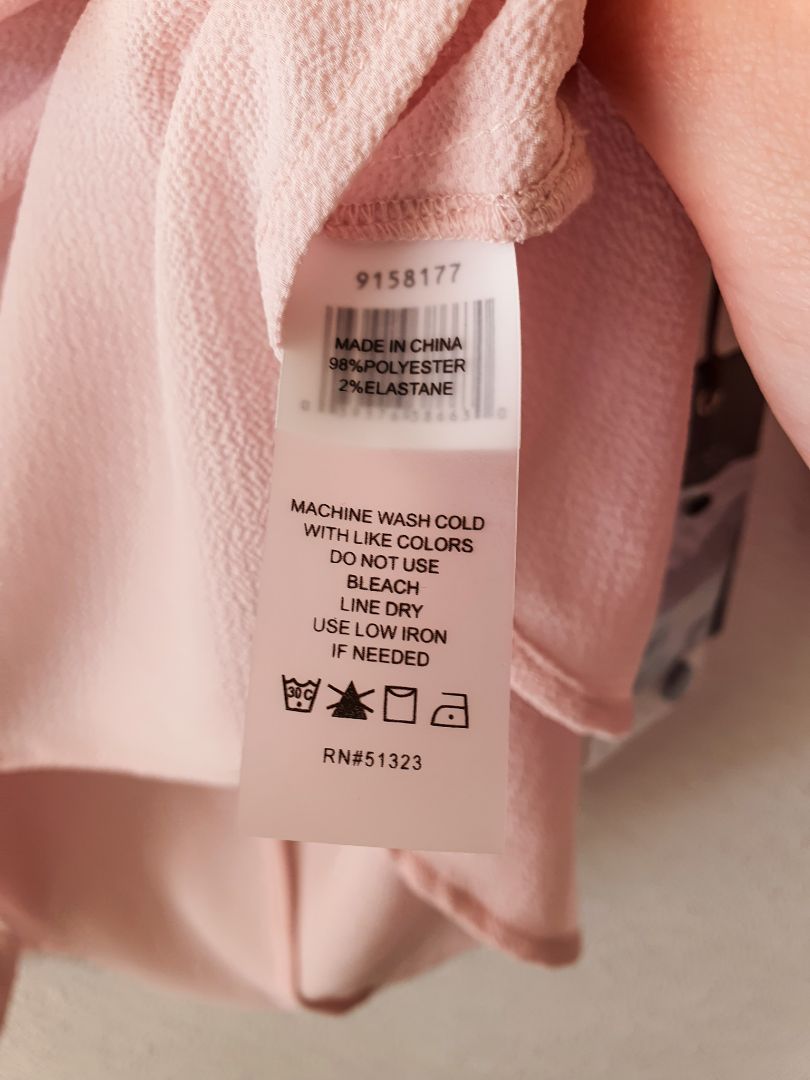 9158177
MADE IN CHINA
98%POLYESTER
2%ELASTANE
MACHINE WASH COLD
WITH LIKE COLORS
DO NOT USE
BLEACH
LINE DRY
USE LOW IRON
IF NEEDED
30 C
RN#51323